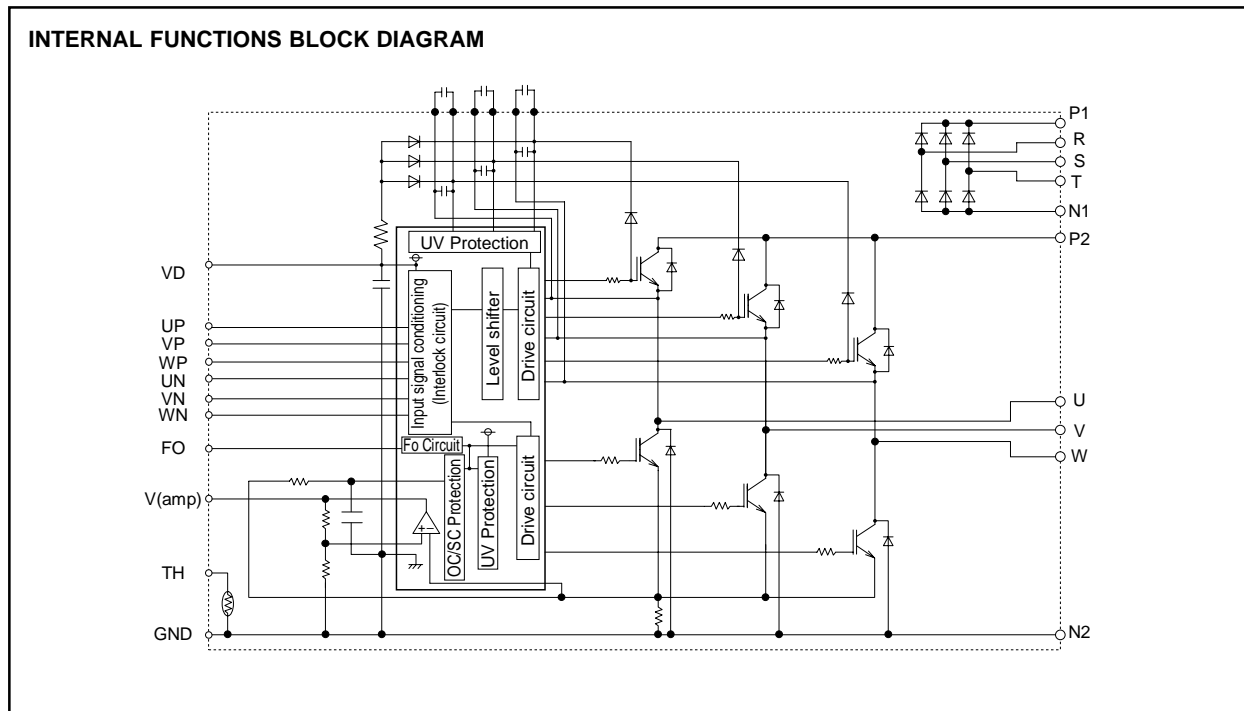 INTERNAL FUNCTIONS BLOCK DIAGRAM
P1
R
S
T
N1
P2
UV Protection
VD
Input signal conditioning
(Interlock circuit)
Level shifter
Drive circuit
UP
VP
WP
UN
VN
WN
U
V
W
FO
Fo Circuit
OC/SC Protection
UV Protection
Drive circuit
V(amp)
+
-
TH
GND
N2